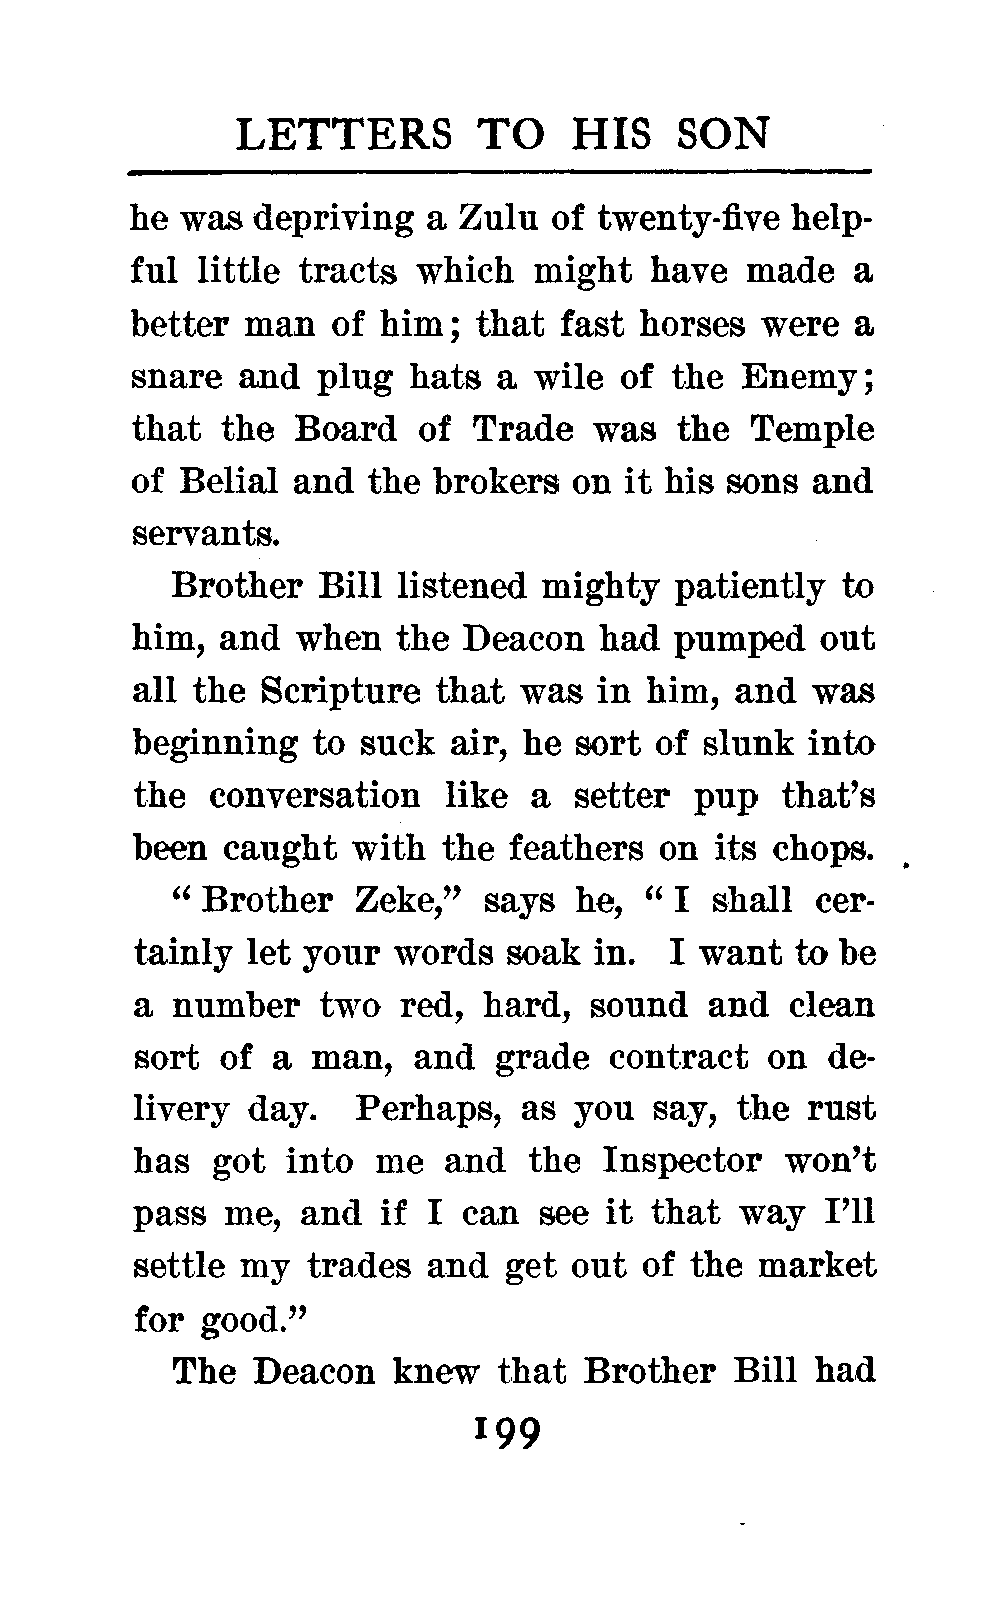 LETTERS TO HIS SON
he was depriving a Zulu of twenty-five help-
ful little tracts which might have made a
better man of him; that fast horses were a
snare and plug hats a wile of the Enemy;
that the Board of Trade was the Temple
of Belial and the brokers on it his sons and
servants.
Brother Bill listened mighty patiently to
him, and when the Deacon had pumped out
all the Scripture that was in him, and was
beginning to suck air, he sort of slunk into
the conversation like a setter pup that's
been caught with the feathers on its chops.
“ Brother Zeke,” says he, “ I shall cer-
tainly let your words soak in. I want to be
a number two red, hard, sound and clean
sort of a man, and grade contract on de-
livery day. Perhaps, as you say, the rust
has got into me and the Inspector won't
pass me, and if I can see it that way I'll
settle my trades and get out of the market
for good.”
The Deacon knew that Brother Bill had
199